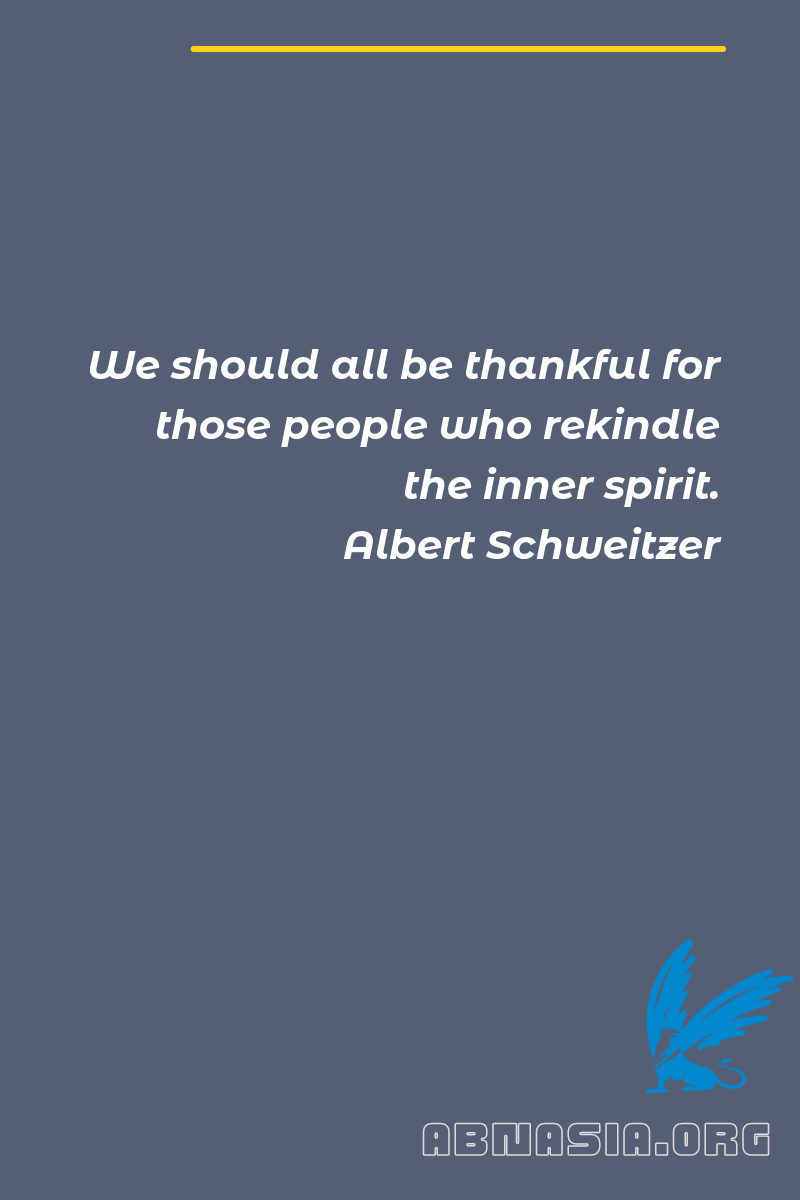 We should all be thankful for
those people who rekindle
the inner spirit.
Albert Schweitzer
ABNASIA.ORG